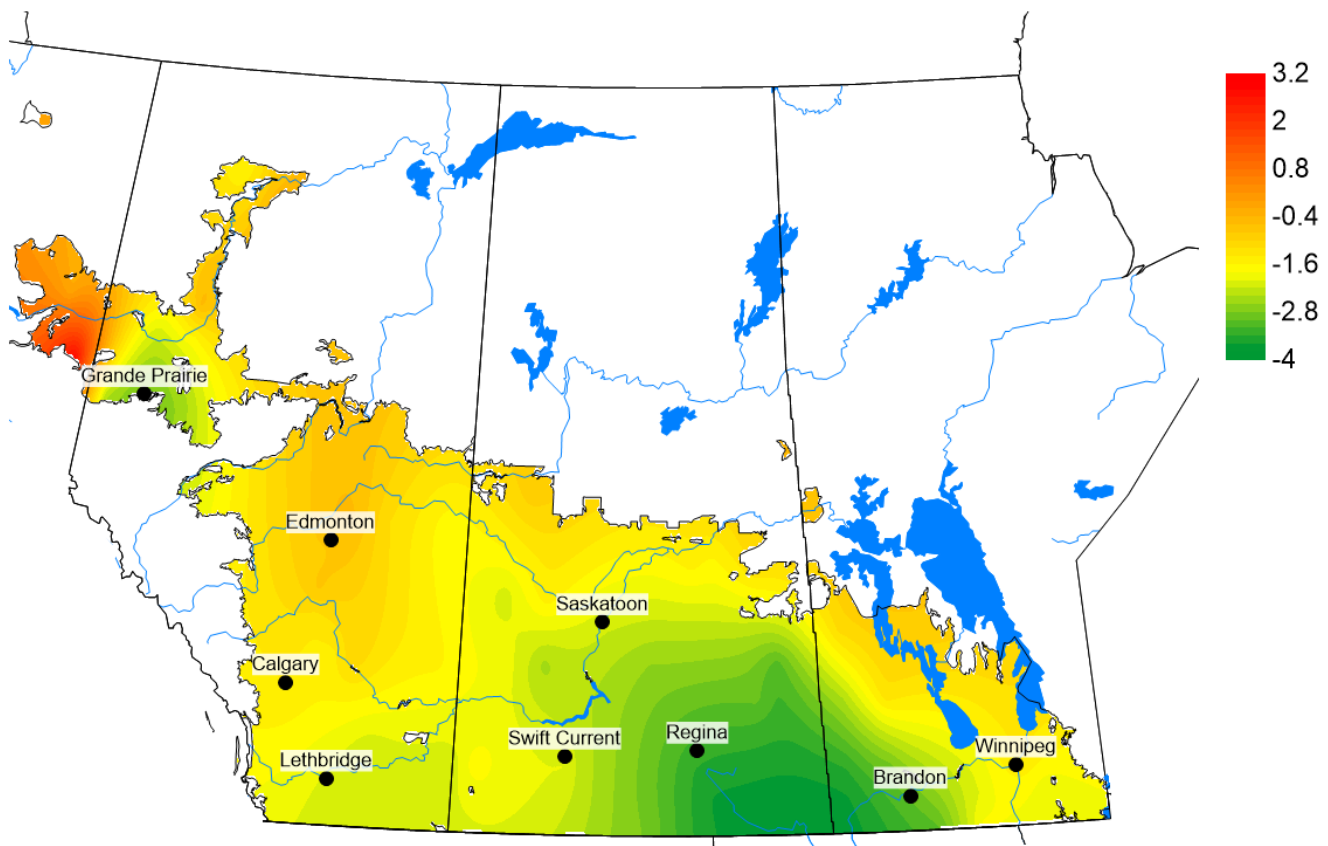 3.2
2
0.8
-0.4
-1.6
-2.8
-4
Grande Prairie
Edmonton
Saskatoon
Calgary
Swift Current
Regina
Lethbridge
Winnipeg
Brandon